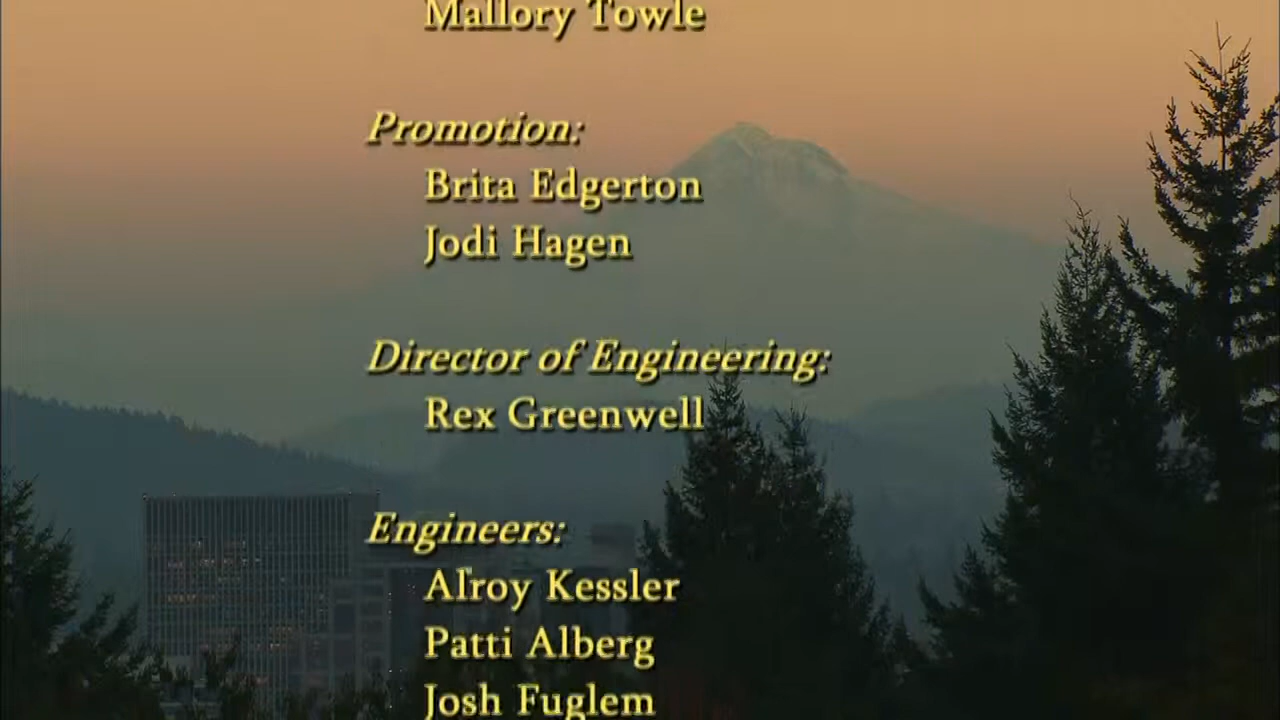 Mallory Towle
Promotion:
Brita Edgerton
Jodi Hagen
Director of Engineering:
Rex Greenwell
Engineers:
Alroy Kessler
Patti Alberg
Josh Fuglem